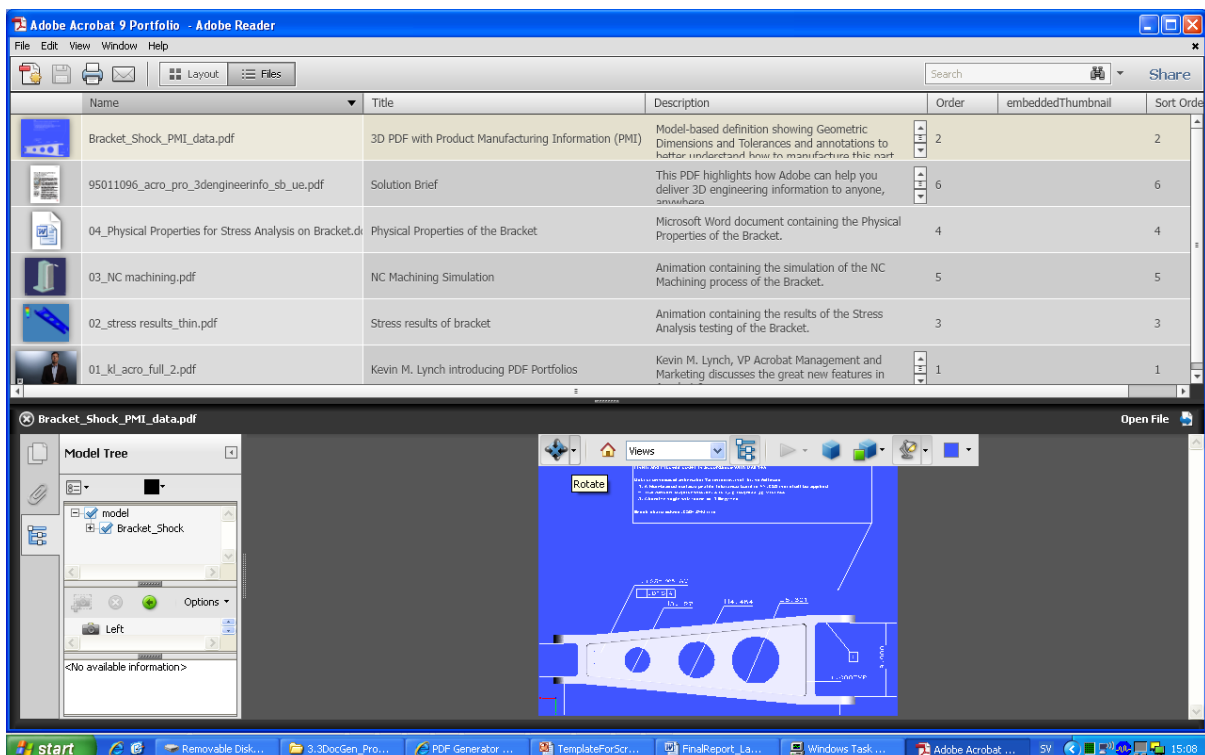 Adobe Acrobat 9 Portfolio - Adobe Reader
File Edit View Window Help
Layout Files Search Share
Name Title Description Order embeddedThumbnail Sort Orde
Bracket_Shock_PMI_data.pdf 3D PDF with Product Manufacturing Information (PMI) Model-based definition showing Geometric 2 2
Dimensions and Tolerances and annotations to
better understand how to manufacture this part
95011096_acro_pro_3dengineerinfo_sb_ue.pdf Solution Brief This PDF highlights how Adobe can help you 6 6
deliver 3D engineering information to anyone,
anywhere
04_Physical Properties for Stress Analysis on Bracket.do Physical Properties of the Bracket Microsoft Word document containing the Physical 4 4
Properties of the Bracket.
03_NC machining.pdf NC Machining Simulation Animation containing the simulation of the NC 5 5
Machining process of the Bracket.
02_stress results_thin.pdf Stress results of bracket Animation containing the results of the Stress 3 3
Analysis testing of the Bracket.
01_kl_acro_full_2.pdf Kevin M. Lynch introducing PDF Portfolios Kevin M. Lynch, VP Acrobat Management and 1 1
Marketing discusses the great new features in
Bracket_Shock_PMI_data.pdf Open File
Model Tree Views
Rotate
model
Bracket_Shock
Options
Left
<No available information>
start Removable Disk... 3.3DocGen_Pro... PDF Generator ... TemplateForScr... FinalReport_La... Windows Task ... Adobe Acrobat ... SV 15:08